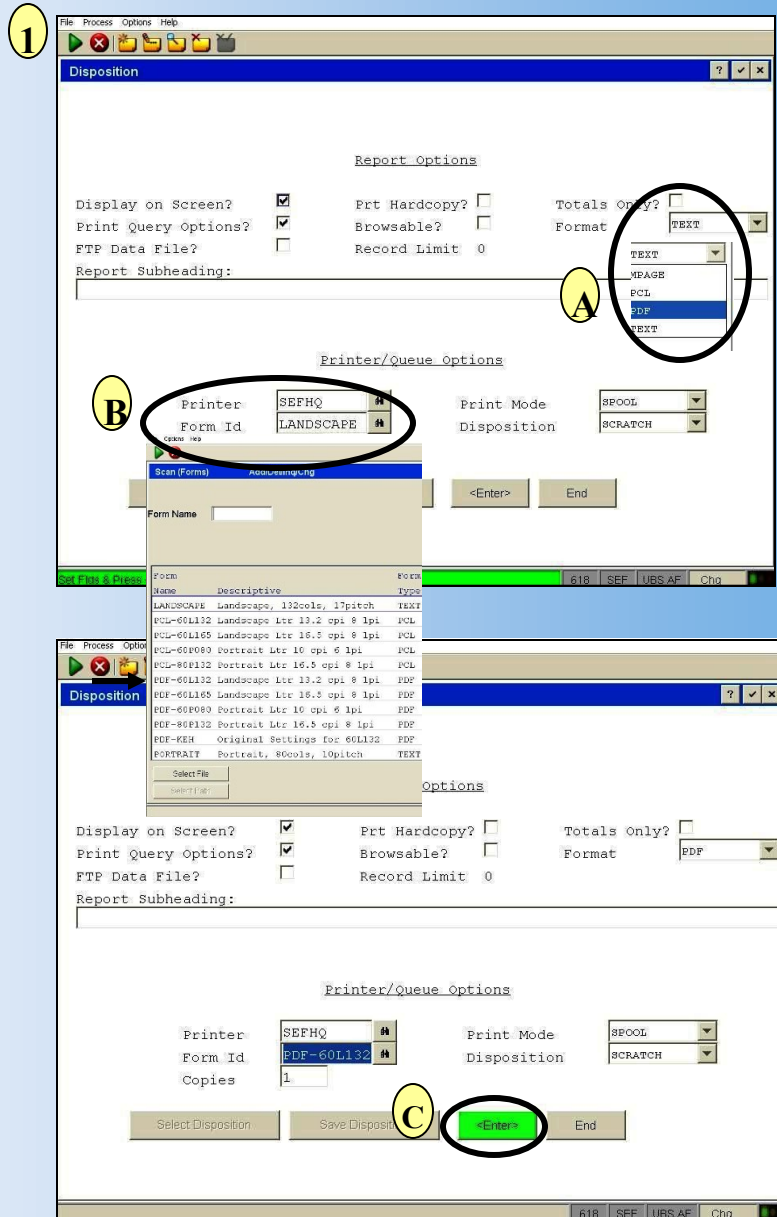 1
File Process Options Help
Disposition
Report Options
Display on Screen? Prt Hardcopy? Totals Only?
Print Query Options? Browsable? Format TEXT
FTP Data File? Record Limit 0
TEXT
MPAGE
PCL
PDF
TEXT
Report Subheading:
A
Printer/Queue Options
B
Printer SEFHQ Print Mode SPOOL
Form Id LANDSCAPE Disposition SCRATCH
Options Help
Scan (Forms)
<Enter> End
Form Name
Set Flds & Press
618 SEF UBS AF Chg
Form Form
Name Descriptive Type
LANDSCAPE Landscape, 132cols, 17pitch TEXT
PCL-60L132 Landscape Ltr 13.2 cpi 8 lpi PCL
PCL-60L165 Landscape Ltr 16.5 cpi 8 lpi PCL
PCL-60P080 Portrait Ltr 10 cpi 6 lpi PCL
PCL-80P132 Portrait Ltr 16.5 cpi 8 lpi PCL
PDF-60L132 Landscape Ltr 13.2 cpi 8 lpi PDF
PDF-60L165 Landscape Ltr 16.5 cpi 8 lpi PDF
PDF-60P080 Portrait Ltr 10 cpi 6 lpi PDF
PDF-80P132 Portrait Ltr 16.5 cpi 8 lpi PDF
PDF-KEH Original Settings for 60L132 PDF
PORTRAIT Portrait, 80cols, 10pitch TEXT
Select File
File Process Option
Disposition
Options
Display on Screen? Prt Hardcopy? Totals Only?
Print Query Options? Browsable? Format PDF
FTP Data File? Record Limit 0
Report Subheading:
Printer/Queue Options
Printer SEFHQ Print Mode SPOOL
Form Id PDF-60L132 Disposition SCRATCH
Copies 1
Select Disposition Save Disposit C <Enter> End
618 SEF UBS AF Chg